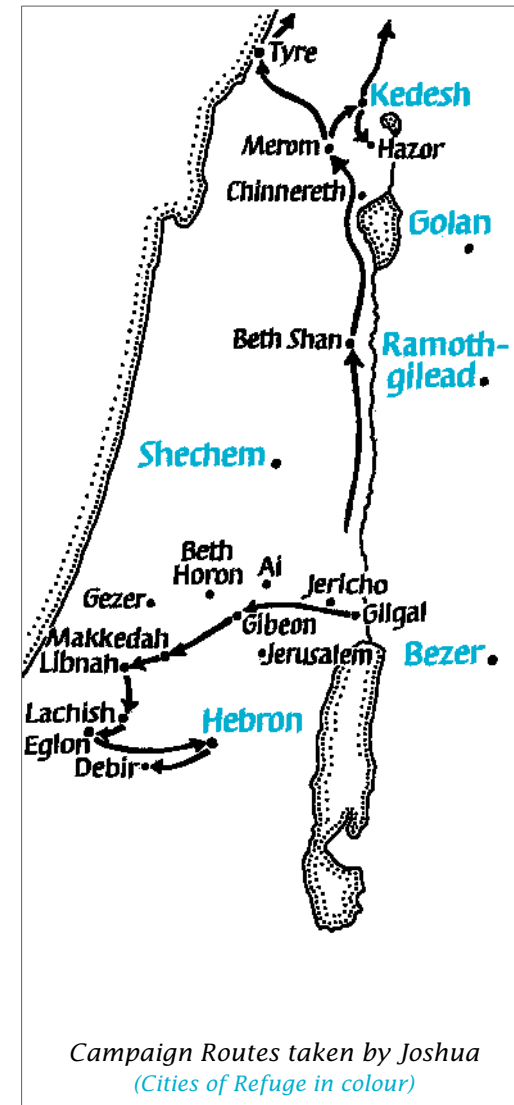 Tyre
Kedesh
Merom
Hazor
Chinnereth
Golan
Beth Shan
Ramoth-
gilead
Shechem
Beth
Horon
Ai
Jericho
Gezer
Gibeon
Gilgal
Makkedah
Libnah
Jerusalem
Bezer
Lachish
Hebron
Eglon
Debir
Campaign Routes taken by Joshua
(Cities of Refuge in colour)